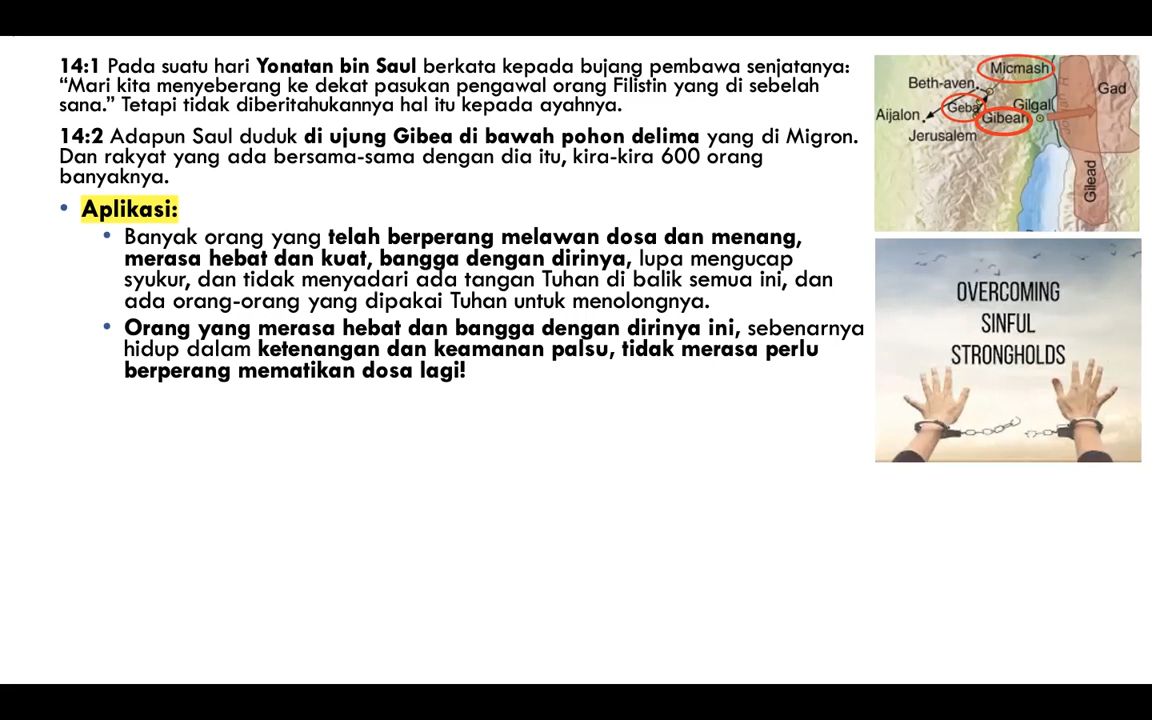 14:1 Pada suatu hari Yonatan bin Saul berkata kepada bujang pembawa senjatanya:
“Mari kita menyeberang ke dekat pasukan pengawal orang Filistin yang di sebelah
sana.” Tetapi tidak diberitahukannya hal itu kepada ayahnya.
14:2 Adapun Saul duduk di ujung Gibea di bawah pohon delima yang di Migron.
Dan rakyat yang ada bersama-sama dengan dia itu, kira-kira 600 orang
banyaknya.
• Aplikasi:
• Banyak orang yang telah berperang melawan dosa dan menang,
merasa hebat dan kuat, bangga dengan dirinya, lupa mengucap
syukur, dan tidak menyadari ada tangan Tuhan di balik semua ini, dan
ada orang-orang yang dipakai Tuhan untuk menolongnya.
• Orang yang merasa hebat dan bangga dengan dirinya ini, sebenarnya
hidup dalam ketenangan dan keamanan palsu, tidak merasa perlu
berperang mematikan dosa lagi!
Micmash
Beth-aven
Gad
Geba
Gilgal
Aijalon
Gibeah
Jerusalem
Gilead
OVERCOMING
SINFUL
STRONGHOLDS